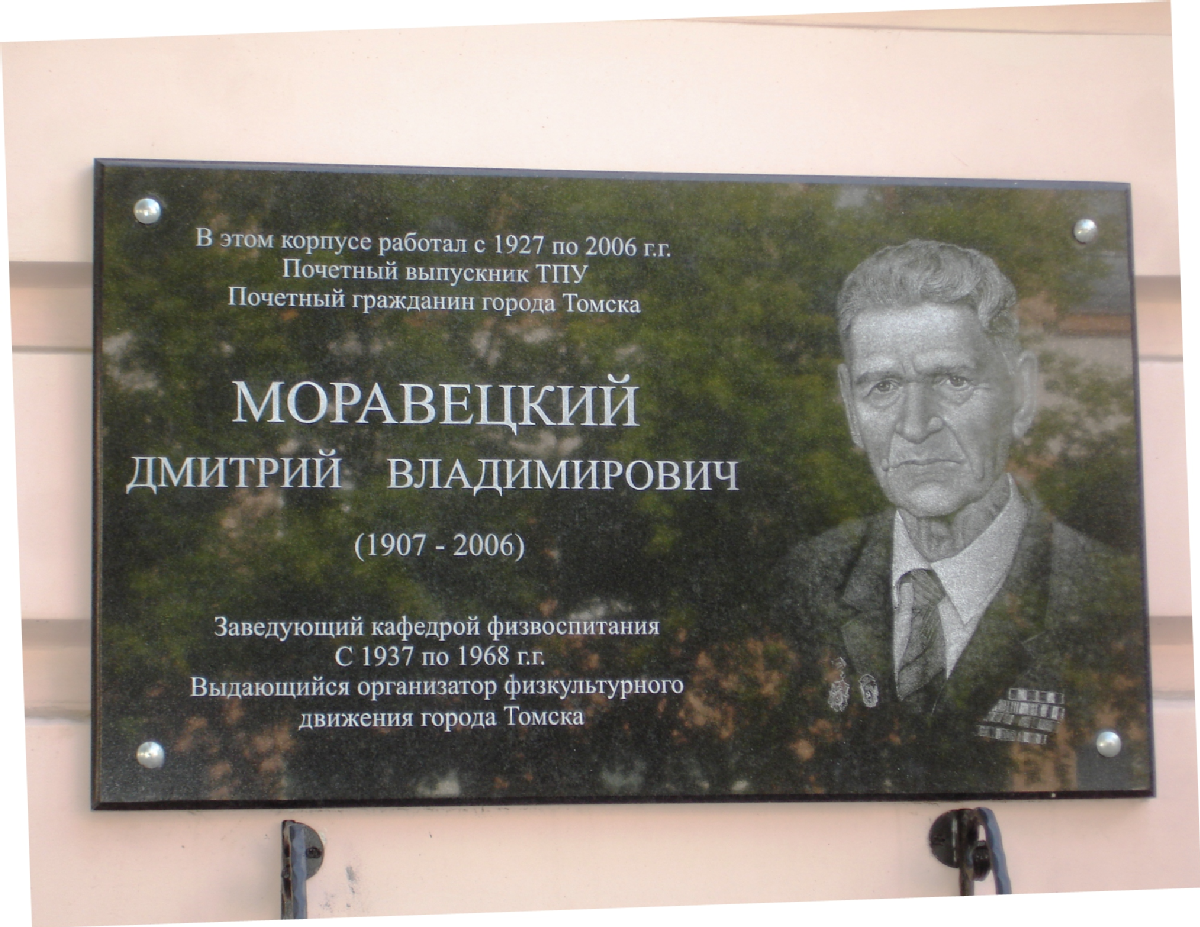 В этом корпусе работал с 1927 по 2006 г.г.
Почетный выпускник ТПУ
Почетный гражданин города Томска
МОРАВЕЦКИЙ
ДМИТРИЙ ВЛАДИМИРОВИЧ
(1907 - 2006)
Заведующий кафедрой физвоспитания
С 1937 по 1968 г.г.
Выдающийся организатор физкультурного
движения города Томска